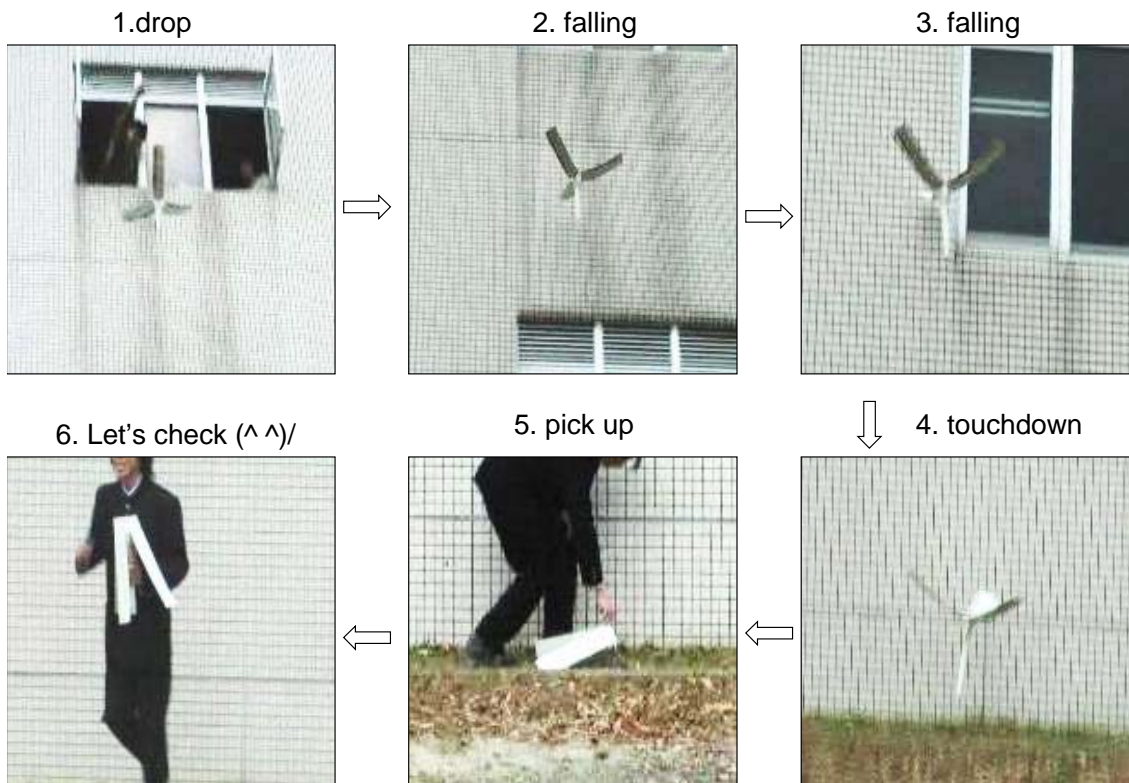 1.drop
2. falling
3. falling
4. touchdown
5. pick up
6. Let's check (^ ^)/